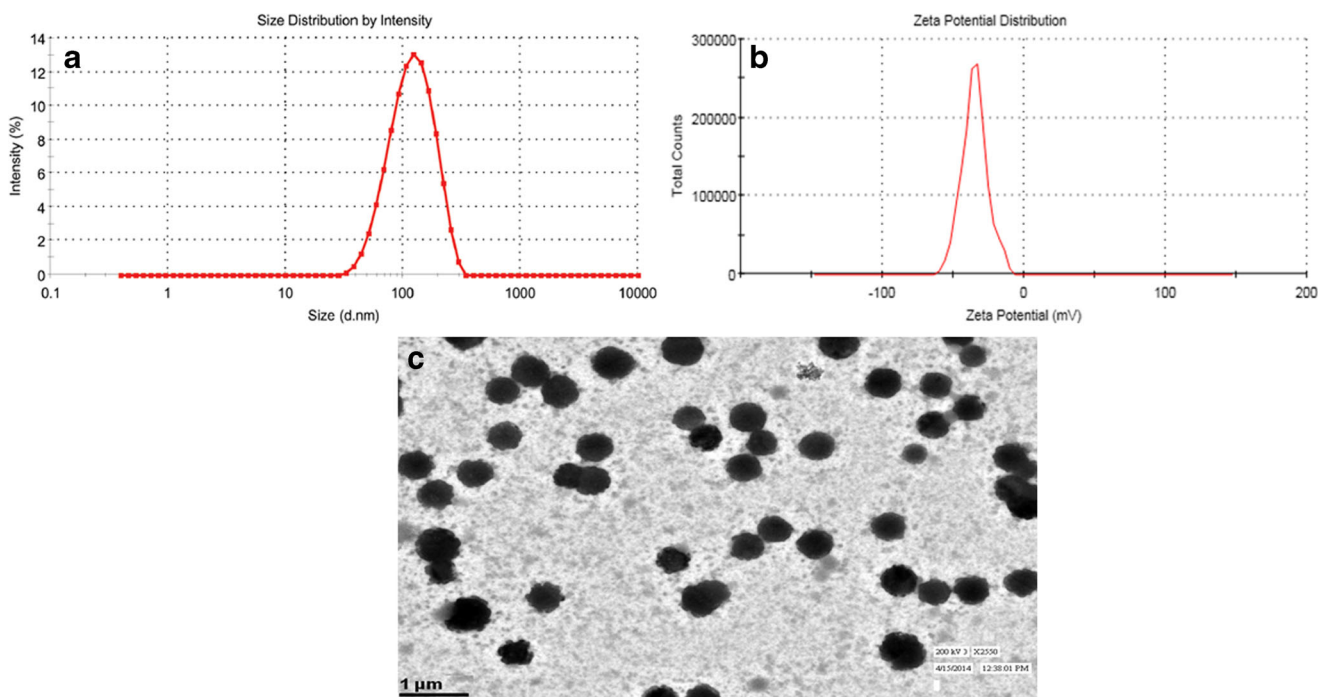 Size Distribution by Intensity
a
14
12
10
8
6
4
2
0
Intensity (%)
0.1 1 10 100 1000 10000
Size (d.nm)
Zeta Potential Distribution
b
300000
200000
100000
0
Total Counts
-100 0 100 200
Zeta Potential (mV)
c
200 kV X2550
4/15/2014 12:38:01 PM
1 µm